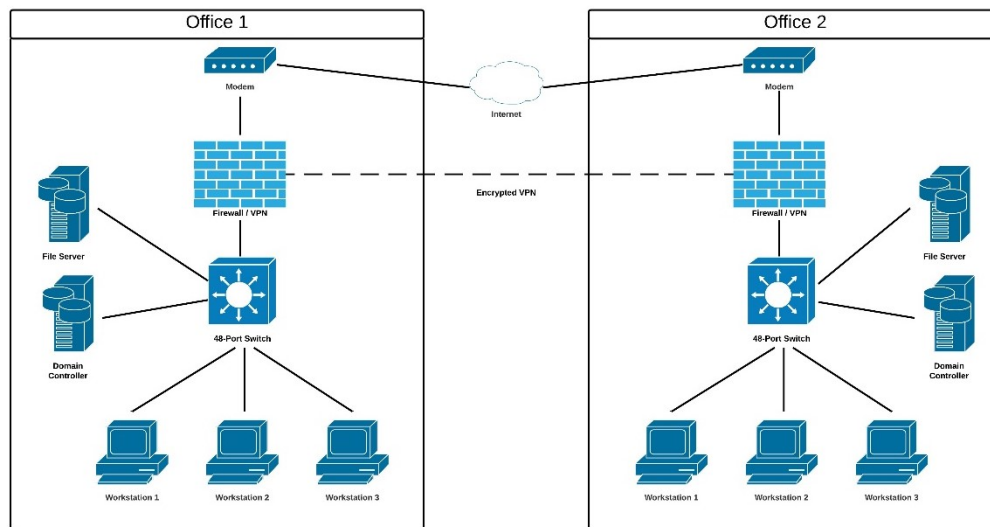 Office 1
Modem
Firewall / VPN
File Server
48-Port Switch
Domain
Controller
Workstation 1
Workstation 2
Workstation 3
Internet
Encrypted VPN
Office 2
Modem
Firewall / VPN
File Server
48-Port Switch
Domain
Controller
Workstation 1
Workstation 2
Workstation 3